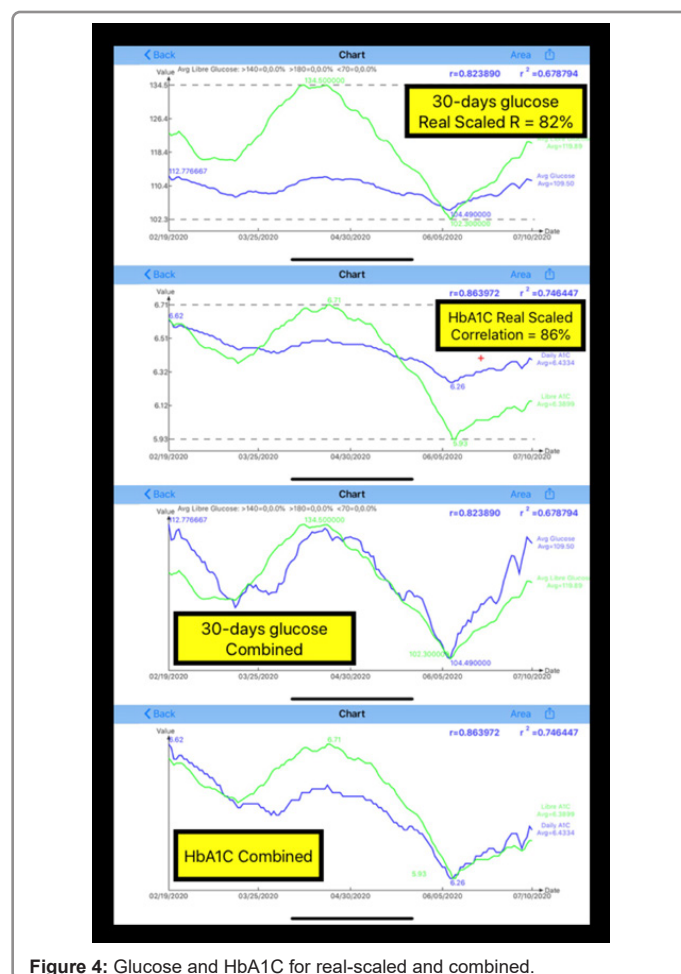 Back Chart Area
Value Avg Libre Glucose: >140=0,0.0% >180=0,0.0% <70=0,0.0%
r=0.823890 r²=0.678794
134.5
134.500000
30-days glucose
Real Scaled R = 82%
126.4
Avg=119.89
118.4
112.776667
Avg Glucose
Avg=109.50
110.4
104.490000
102.3
102.300000
Date
02/19/2020 03/25/2020 04/30/2020 06/05/2020 07/10/2020
Back Chart Area
Value
r=0.863972 r²=0.746447
6.71
6.71
6.62
HbA1C Real Scaled
Correlation = 86%
6.51
Daily A1C
Avg=6.4334
6.32
6.26
Libre A1C
6.12
5.93
5.93
Date
02/19/2020 03/25/2020 04/30/2020 06/05/2020 07/10/2020
Back Chart Area
Value Avg Libre Glucose: >140=0,0.0% >180=0,0.0% <70=0,0.0%
r=0.823890 r²=0.678794
112.776667
134.500000
Avg Glucose
Avg=109.50
Avg Libre Glucose
Avg=119.89
30-days glucose
Combined
102.300000
104.490000
Date
02/19/2020 03/25/2020 04/30/2020 06/05/2020 07/10/2020
Back Chart Area
Value
r=0.863972 r²=0.746447
6.62
6.71
Libre A1C
Daily A1C
Avg=6.4334
HbA1C Combined
5.93
6.26
Date
02/19/2020 03/25/2020 04/30/2020 06/05/2020 07/10/2020
Figure 4: Glucose and HbA1C for real-scaled and combined.